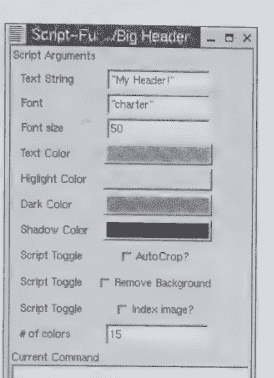 Script-Fu: ../Big Header
Script Arguments
Text String "My Header!"
Font "charter"
Font size 50
Text Color
Higlight Color
Dark Color
Shadow Color
Script Toggle AutoCrop?
Script Toggle Remove Background
Script Toggle Index image?
# of colors 15
Current Command